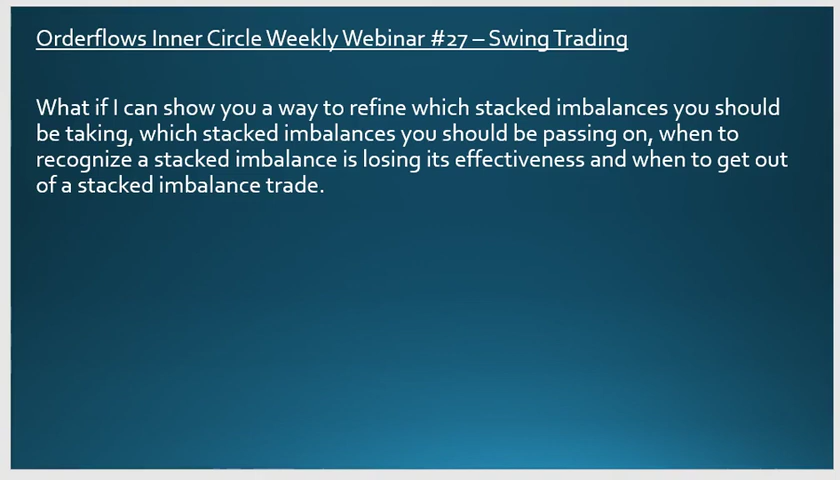 Orderflows Inner Circle Weekly Webinar #27 – Swing Trading
What if I can show you a way to refine which stacked imbalances you should
be taking, which stacked imbalances you should be passing on, when to
recognize a stacked imbalance is losing its effectiveness and when to get out
of a stacked imbalance trade.